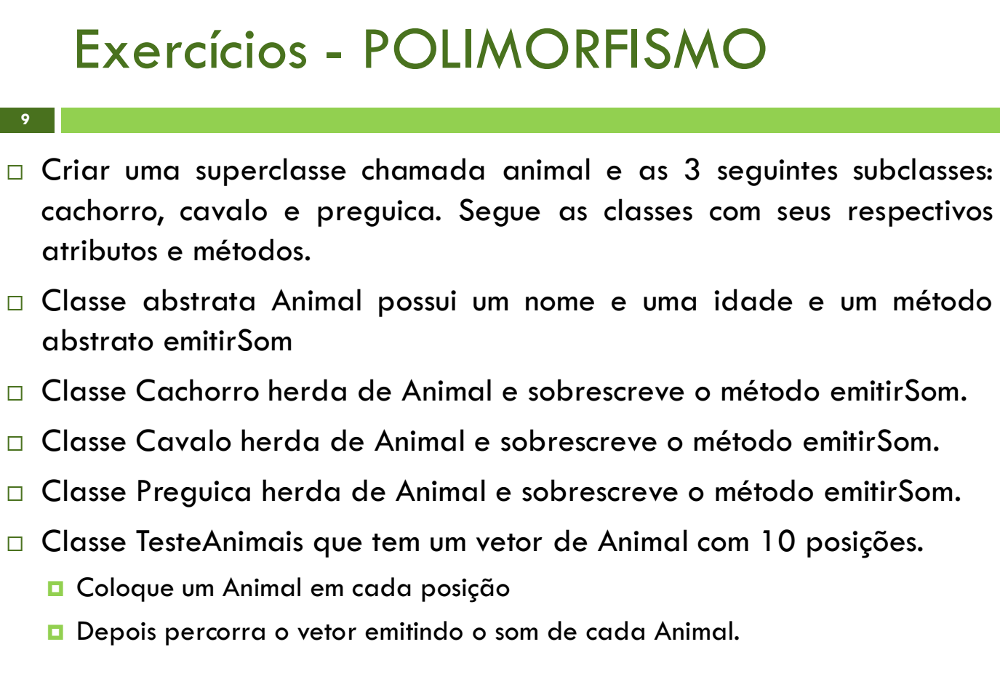 Exercícios - POLIMORFISMO
9
Criar uma superclasse chamada animal e as 3 seguintes subclasses:
cachorro, cavalo e preguica. Segue as classes com seus respectivos
atributos e métodos.
Classe abstrata Animal possui um nome e uma idade e um método
abstrato emitirSom
Classe Cachorro herda de Animal e sobrescreve o método emitirSom.
Classe Cavalo herda de Animal e sobrescreve o método emitirSom.
Classe Preguica herda de Animal e sobrescreve o método emitirSom.
Classe TesteAnimais que tem um vetor de Animal com 10 posições.
Coloque um Animal em cada posição
Depois percorra o vetor emitindo o som de cada Animal.